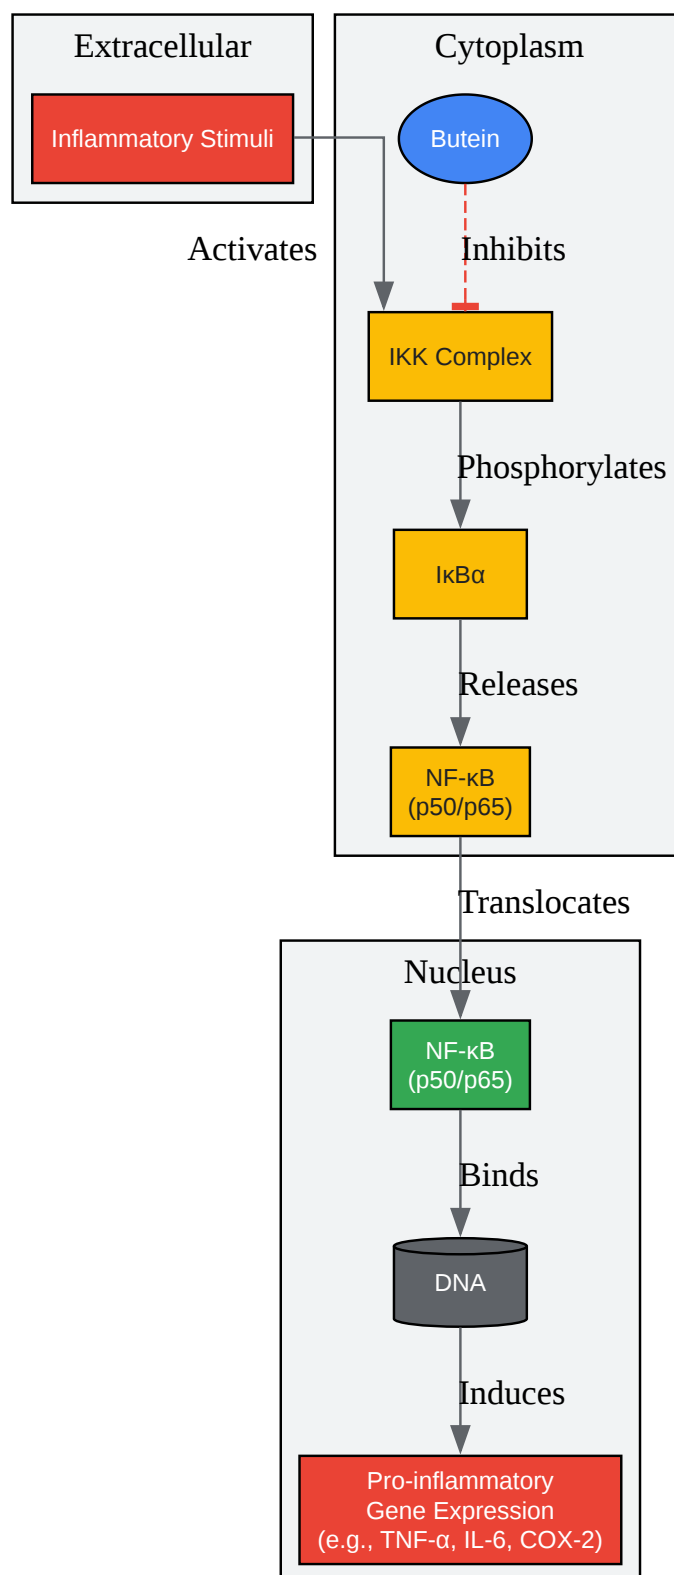 Extracellular
Cytoplasm
Inflammatory Stimuli
Butein
Activates
Inhibits
IKK Complex
Phosphorylates
IκBα
Releases
NF-κB
(p50/p65)
Translocates
Nucleus
NF-κB
(p50/p65)
Binds
DNA
Induces
Pro-inflammatory
Gene Expression
(e.g., TNF-α, IL-6, COX-2)